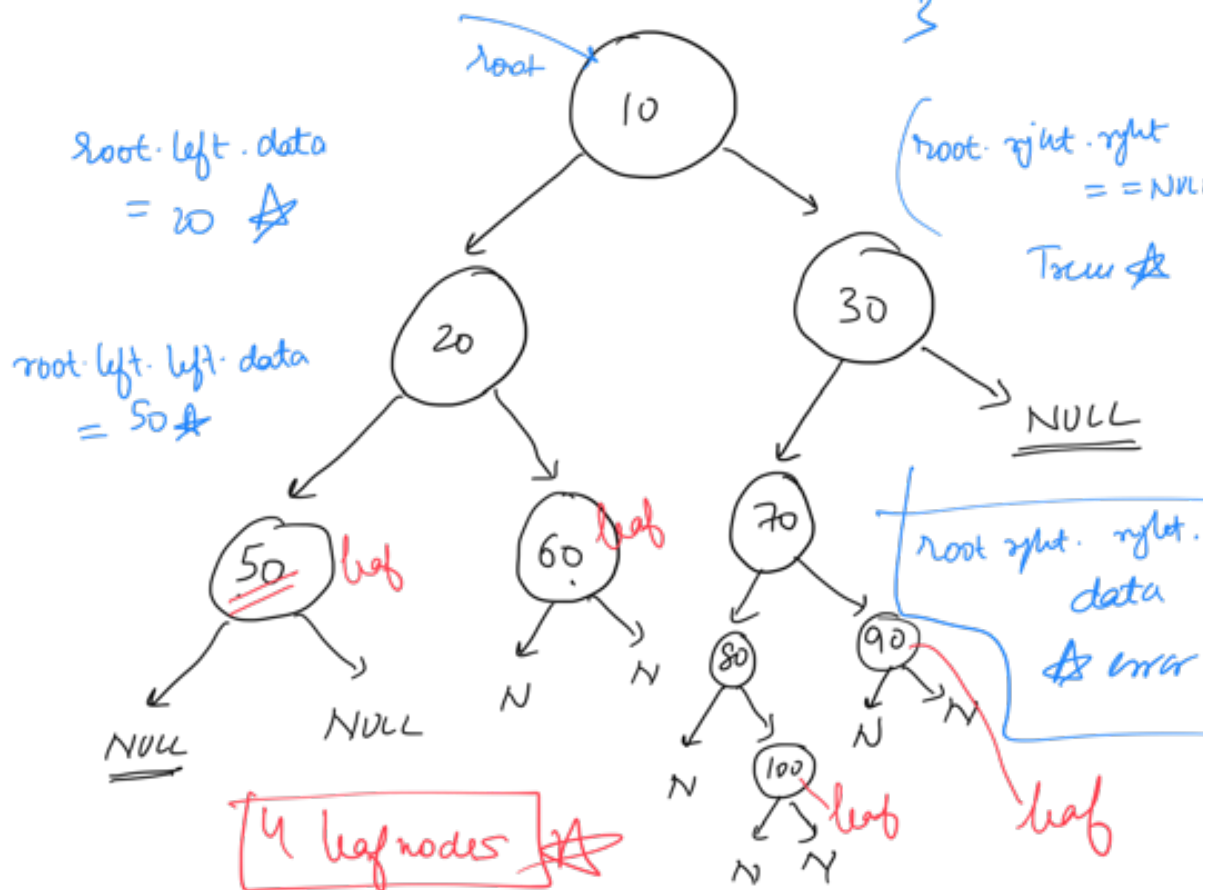 }
root
10
root.left.data
= 20
root.right.right
== NUL
True
20
30
root.left.left.data
= 50
NULL
50
leaf
60
leaf
70
root right. right.
data
error
80
90
N
N
N
N
NULL
NULL
N
100
leaf
leaf
4 leaf nodes
N
N